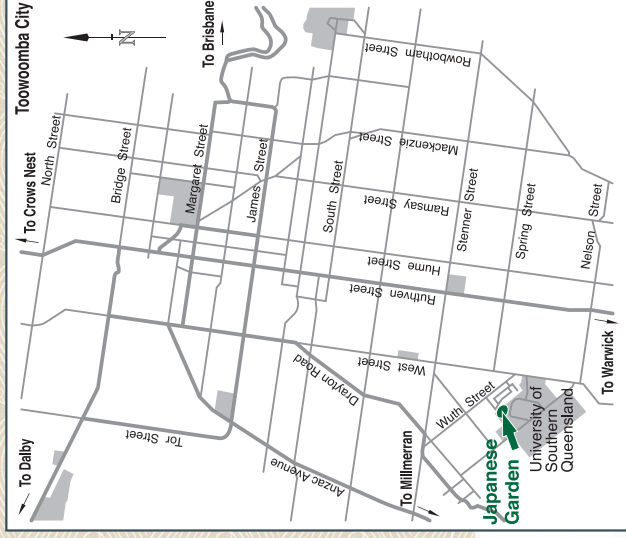 Toowoomba City
N
To Brisbane
To Crows Nest
North Street
Bridge Street
Margaret Street
James Street
South Street
Stenner Street
Spring Street
Nelson Street
Rowbotham Street
Mackenzie Street
Ramsay Street
Hume Street
Ruthven Street
West Street
Drayton Road
Wuth Street
Tor Street
Anzac Avenue
To Dalby
To Millmerran
To Warwick
Japanese
Garden
University of
Southern
Queensland